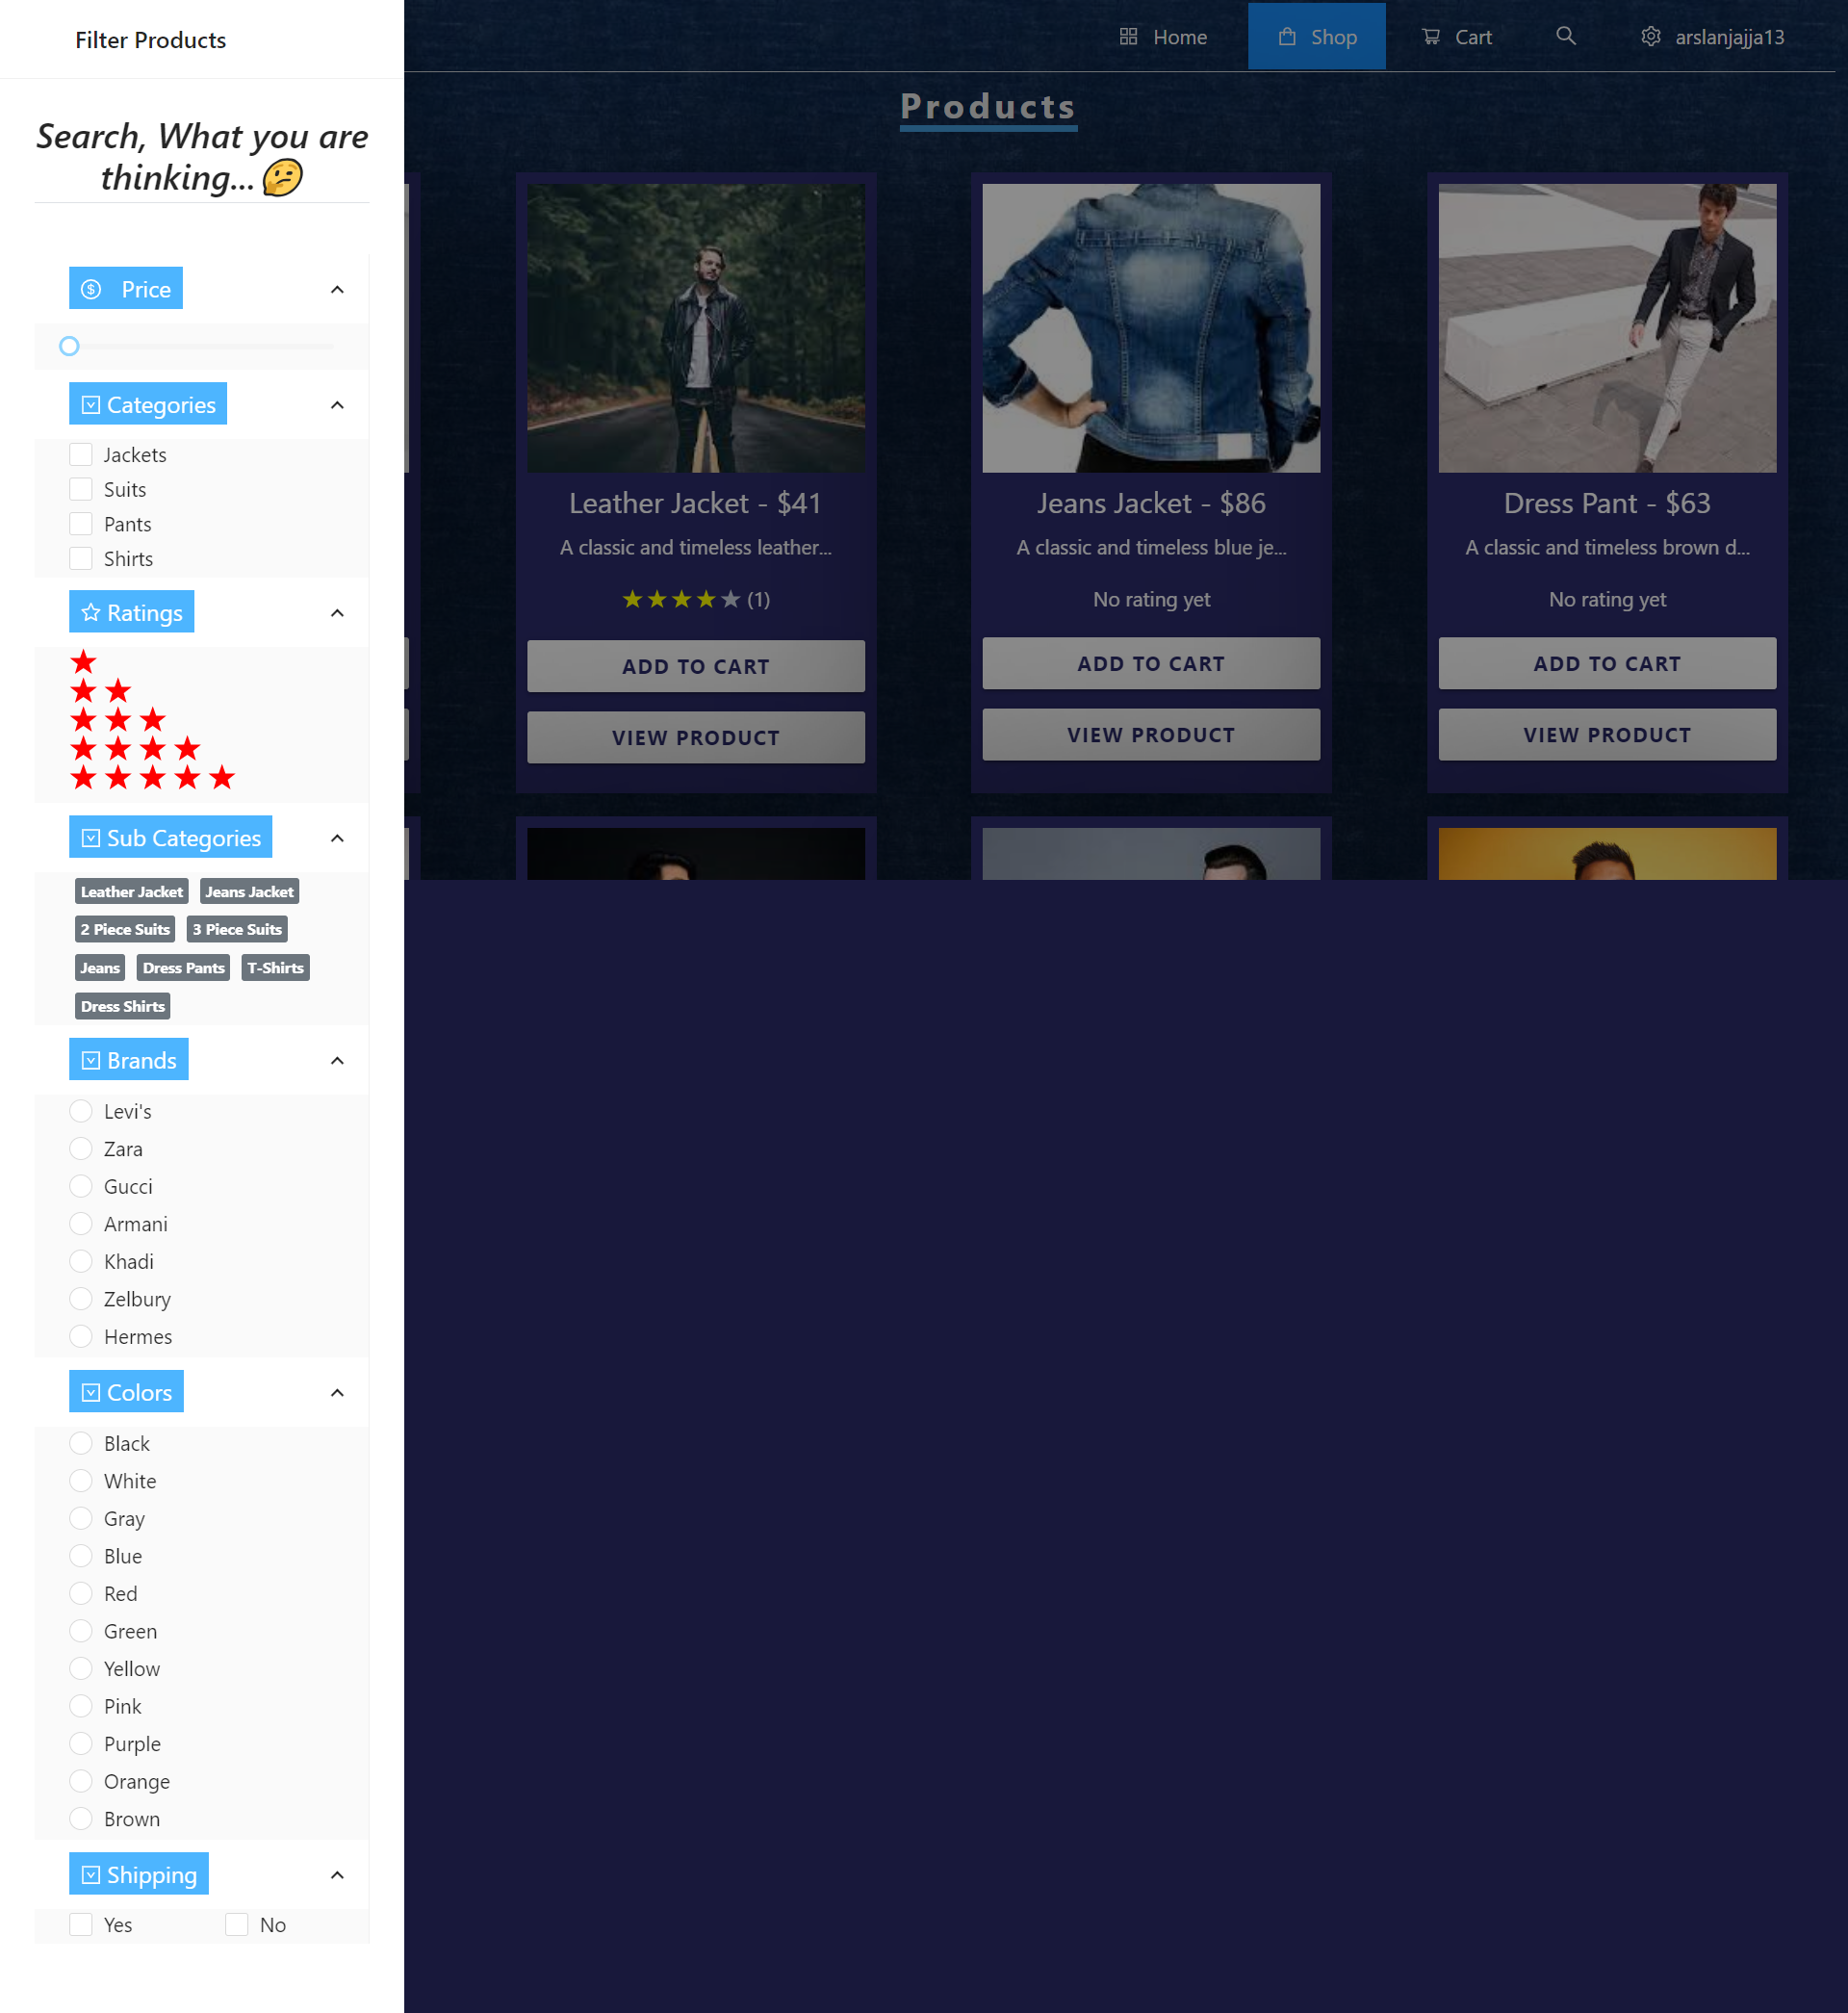 Filter Products
Home Shop Cart arslanjajja13
Products
Search, What you are
thinking...🤔
Price
Categories
Jackets
Suits
Pants
Shirts
Ratings
Sub Categories
Leather Jacket Jeans Jacket
2 Piece Suits 3 Piece Suits
Jeans Dress Pants T-Shirts
Dress Shirts
Brands
Levi's
Zara
Gucci
Armani
Khadi
Zelbury
Hermes
Colors
Black
White
Gray
Blue
Red
Green
Yellow
Pink
Purple
Orange
Brown
Shipping
Yes No
Leather Jacket - $41
A classic and timeless leather...
★★★★★ (1)
ADD TO CART
VIEW PRODUCT
Jeans Jacket - $86
A classic and timeless blue je...
No rating yet
ADD TO CART
VIEW PRODUCT
Dress Pant - $63
A classic and timeless brown d...
No rating yet
ADD TO CART
VIEW PRODUCT